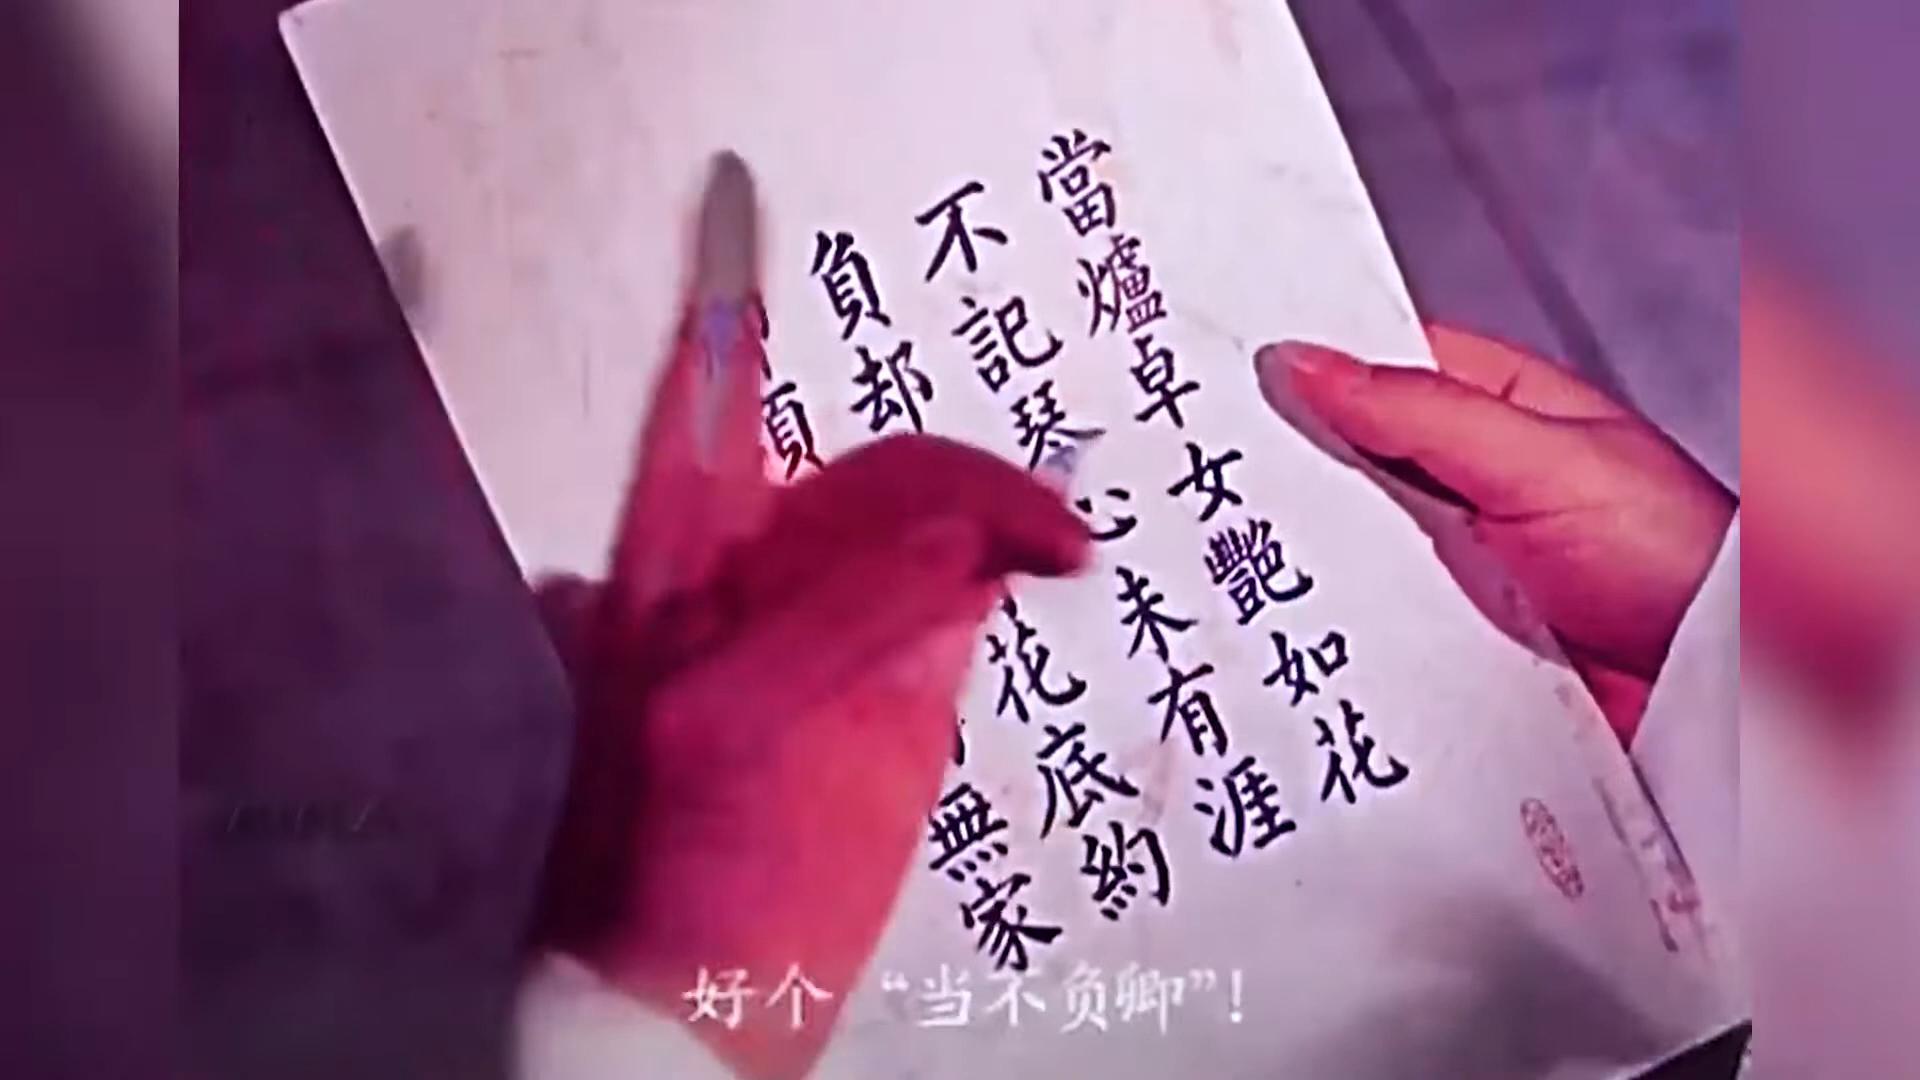 當爐卓女艷如花
不記琴心未有涯
負却 花底約
無家
好个“当不负卿”!